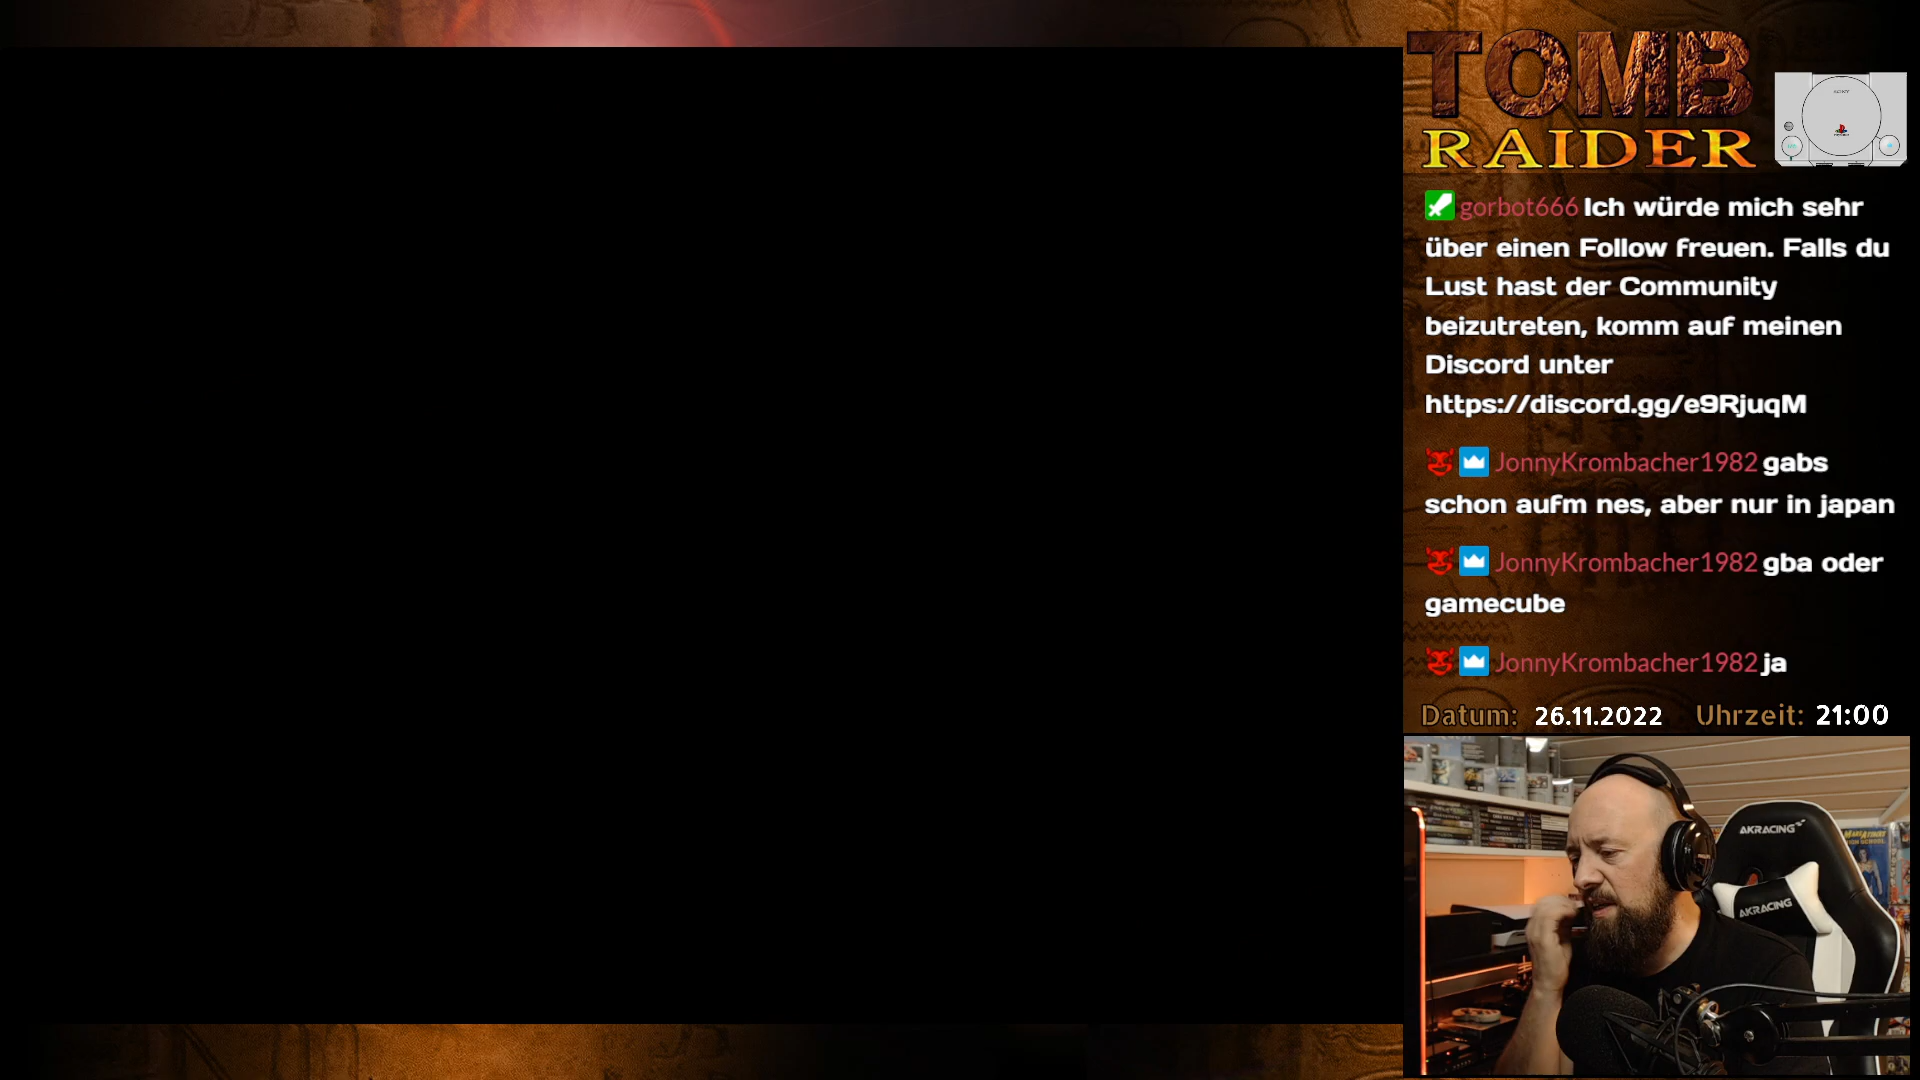 TOMB
RAIDER
SONY
gorbot666 Ich würde mich sehr
über einen Follow freuen. Falls du
Lust hast der Community
beizutreten, komm auf meinen
Discord unter
https://discord.gg/e9RjuqM
JonnyKrombacher1982 gabs
schon aufm nes, aber nur in japan
JonnyKrombacher1982 gba oder
gamecube
JonnyKrombacher1982 ja
Datum: 26.11.2022 Uhrzeit: 21:00
AKRACING
AKRACING